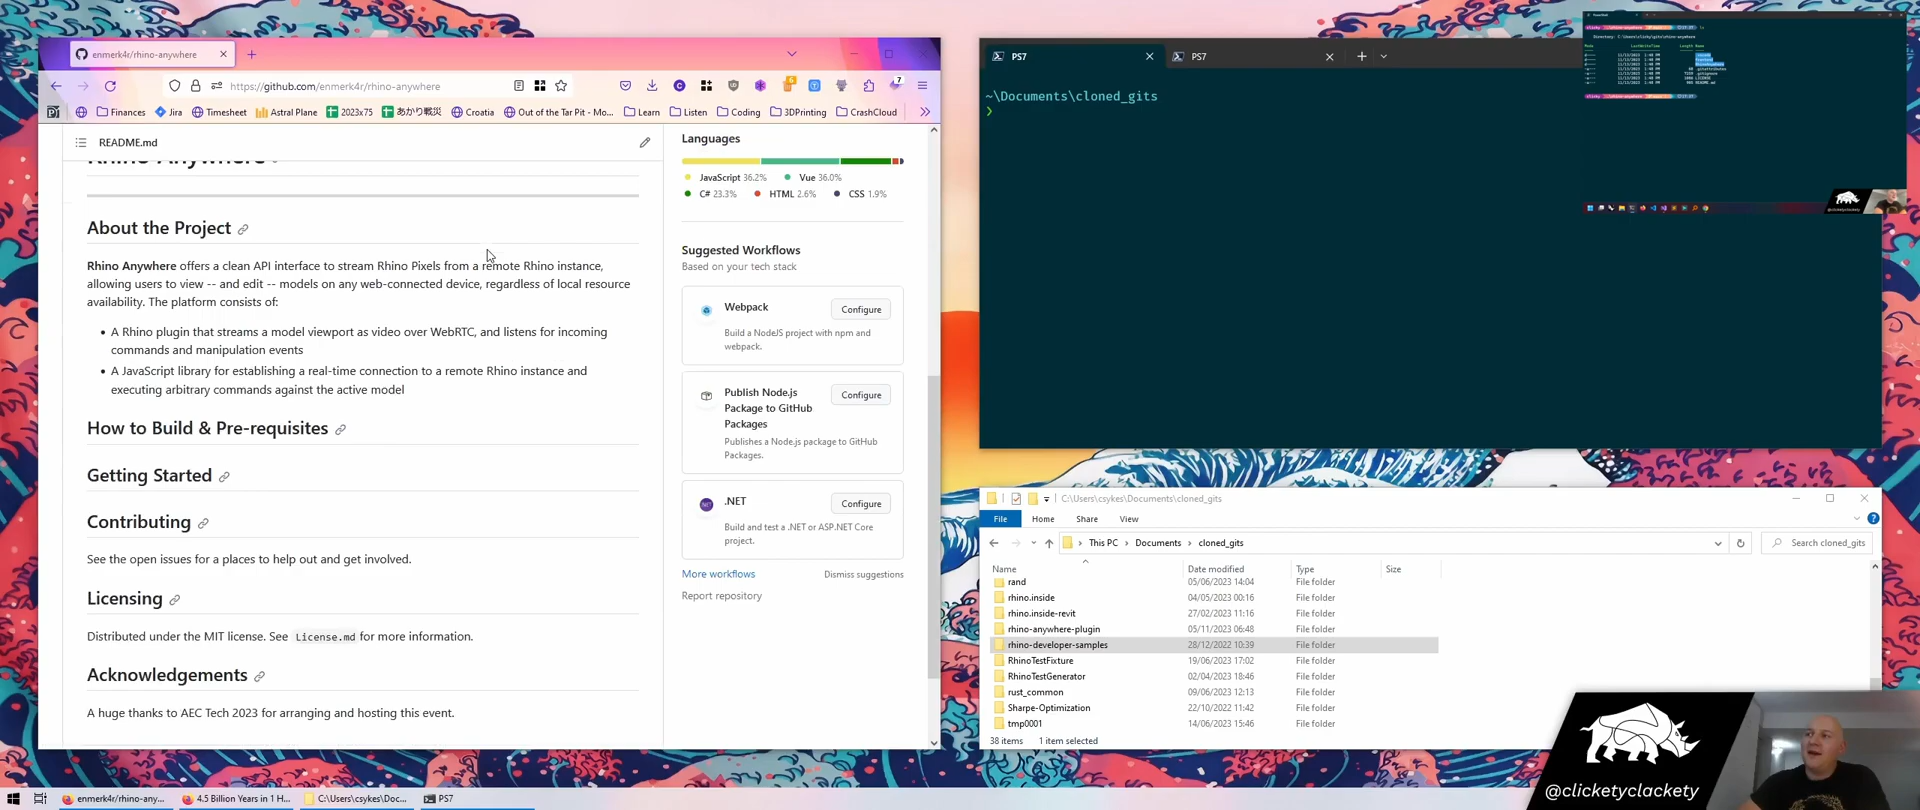 enmerk4r/rhino-anywhere
https://github.com/enmerk4r/rhino-anywhere
6
7
Finances
Jira
Timesheet
Astral Plane
2023x75
あかり戦災
Croatia
Out of the Tar Pit - Mo...
Learn
Listen
Coding
3DPrinting
CrashCloud
README.md
Rhino Anywhere
About the Project
Rhino Anywhere offers a clean API interface to stream Rhino Pixels from a remote Rhino instance,
allowing users to view -- and edit -- models on any web-connected device, regardless of local resource
availability. The platform consists of:
• A Rhino plugin that streams a model viewport as video over WebRTC, and listens for incoming
commands and manipulation events
• A JavaScript library for establishing a real-time connection to a remote Rhino instance and
executing arbitrary commands against the active model
How to Build & Pre-requisites
Getting Started
Contributing
See the open issues for a places to help out and get involved.
Licensing
Distributed under the MIT license. See License.md for more information.
Acknowledgements
A huge thanks to AEC Tech 2023 for arranging and hosting this event.
Languages
JavaScript 36.2%
Vue 36.0%
C# 23.3%
HTML 2.6%
CSS 1.9%
Suggested Workflows
Based on your tech stack
Webpack
Configure
Build a NodeJS project with npm and
webpack.
Publish Node.js
Package to GitHub
Packages
Configure
Publishes a Node.js package to GitHub
Packages.
.NET
Configure
Build and test a .NET or ASP.NET Core
project.
More workflows
Dismiss suggestions
Report repository
PS7
PS7
~\Documents\cloned_gits
❯
C:\Users\csykes\Documents\cloned_gits
File
Home
Share
View
This PC › Documents › cloned_gits
Search cloned_gits
Name
Date modified
Type
Size
rand 05/06/2023 14:04 File folder
rhino.inside 04/05/2023 00:16 File folder
rhino.inside-revit 27/02/2023 11:16 File folder
rhino-anywhere-plugin 05/11/2023 06:48 File folder
rhino-developer-samples 28/12/2022 10:39 File folder
RhinoTestFixture 19/06/2023 17:02 File folder
RhinoTestGenerator 02/04/2023 18:46 File folder
rust_common 09/06/2023 12:13 File folder
Sharpe-Optimization 22/10/2022 11:42 File folder
tmp0001 14/06/2023 15:46 File folder
38 items
1 item selected
@clicketyclackety
enmerk4r/rhino-any...
4.5 Billion Years in 1 H...
C:\Users\csykes\Doc...
PS7